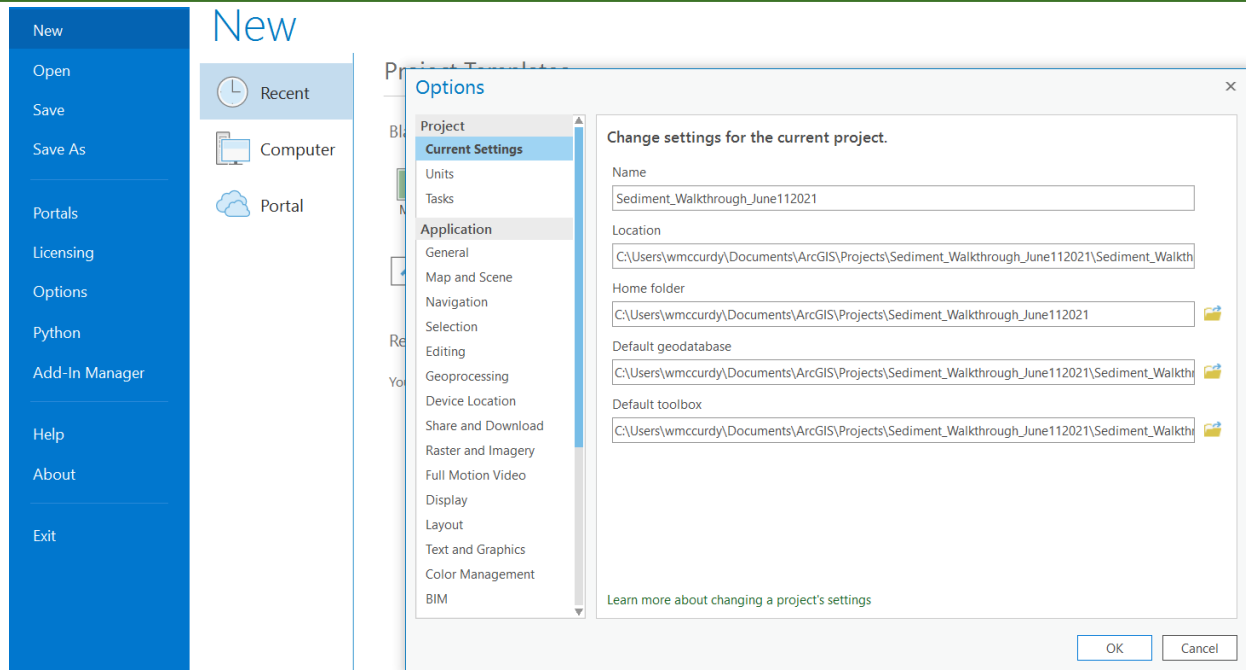 New
Open
Save
Save As
Portals
Licensing
Options
Python
Add-In Manager
Help
About
Exit
New
Recent
Computer
Portal
Options
Project
Current Settings
Units
Tasks
Application
General
Map and Scene
Navigation
Selection
Editing
Geoprocessing
Device Location
Share and Download
Raster and Imagery
Full Motion Video
Display
Layout
Text and Graphics
Color Management
BIM
Change settings for the current project.
Name
Sediment_Walkthrough_June112021
Location
C:\Users\wmccurdy\Documents\ArcGIS\Projects\Sediment_Walkthrough_June112021\Sediment_Walkth
Home folder
C:\Users\wmccurdy\Documents\ArcGIS\Projects\Sediment_Walkthrough_June112021
Default geodatabase
C:\Users\wmccurdy\Documents\ArcGIS\Projects\Sediment_Walkthrough_June112021\Sediment_Walkthr
Default toolbox
C:\Users\wmccurdy\Documents\ArcGIS\Projects\Sediment_Walkthrough_June112021\Sediment_Walkthr
Learn more about changing a project's settings
OK
Cancel